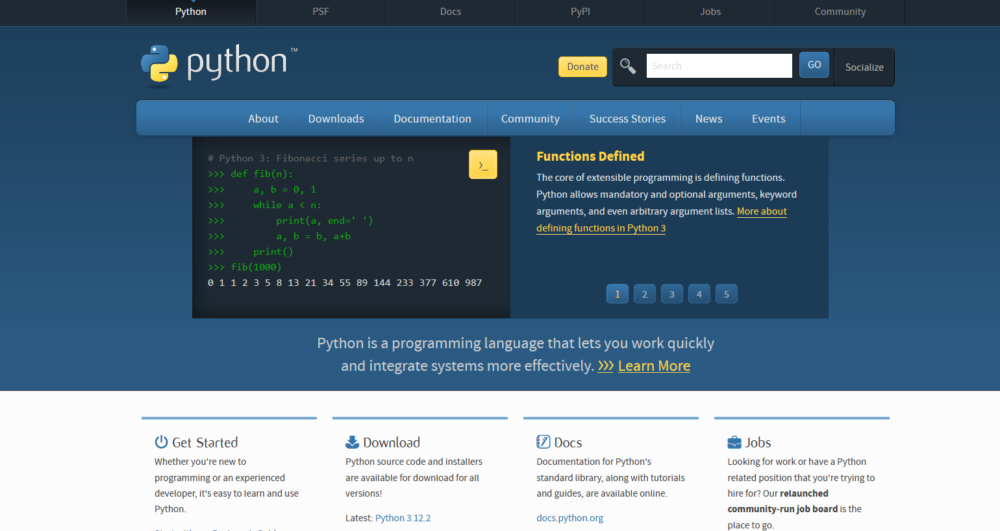 Python PSF Docs PyPI Jobs Community
python™
Donate Search GO Socialize
About Downloads Documentation Community Success Stories News Events
# Python 3: Fibonacci series up to n
>>> def fib(n):
>>>     a, b = 0, 1
>>>     while a < n:
>>>         print(a, end=' ')
>>>         a, b = b, a+b
>>>     print()
>>> fib(1000)
0 1 1 2 3 5 8 13 21 34 55 89 144 233 377 610 987
>_
Functions Defined
The core of extensible programming is defining functions.
Python allows mandatory and optional arguments, keyword
arguments, and even arbitrary argument lists. More about
defining functions in Python 3
1 2 3 4 5
Python is a programming language that lets you work quickly
and integrate systems more effectively. >>> Learn More
Get Started
Whether you're new to
programming or an experienced
developer, it's easy to learn and use
Python.
Download
Python source code and installers
are available for download for all
versions!
Latest: Python 3.12.2
Docs
Documentation for Python's
standard library, along with tutorials
and guides, are available online.
docs.python.org
Jobs
Looking for work or have a Python
related position that you're trying to
hire for? Our relaunched
community-run job board is the
place to go.